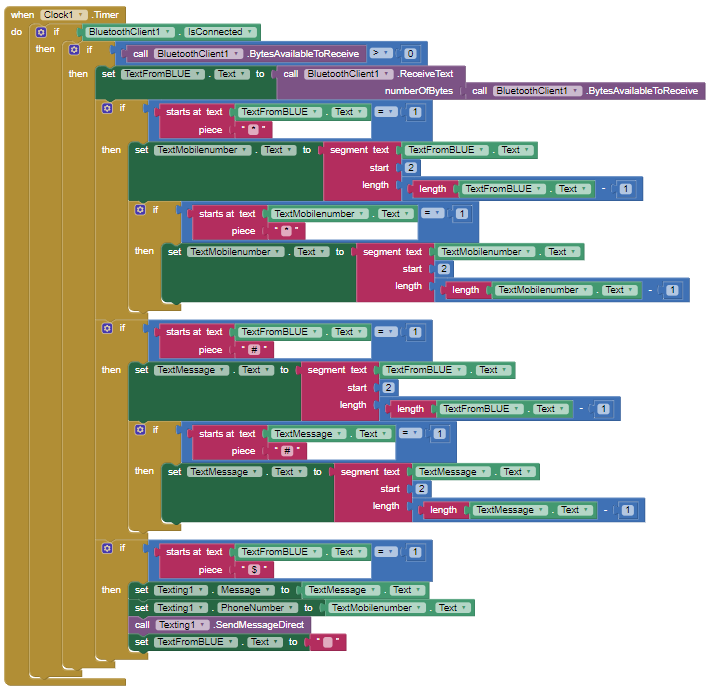 when Clock1 .Timer
do if BluetoothClient1 . IsConnected
then if call BluetoothClient1 .BytesAvailableToReceive > 0
then set TextFromBLUE . Text to call BluetoothClient1 .ReceiveText
numberOfBytes call BluetoothClient1 .BytesAvailableToReceive
if starts at text TextFromBLUE . Text = 1
piece " * "
then set TextMobilenumber . Text to segment text TextFromBLUE . Text
start 2
length length TextFromBLUE . Text - 1
if starts at text TextMobilenumber . Text = 1
piece " * "
then set TextMobilenumber . Text to segment text TextMobilenumber . Text
start 2
length length TextMobilenumber . Text - 1
if starts at text TextFromBLUE . Text = 1
piece " # "
then set TextMessage . Text to segment text TextFromBLUE . Text
start 2
length length TextFromBLUE . Text - 1
if starts at text TextMessage . Text = 1
piece " # "
then set TextMessage . Text to segment text TextMessage . Text
start 2
length length TextMessage . Text - 1
if starts at text TextFromBLUE . Text = 1
piece " $ "
then set Texting1 . Message to TextMessage . Text
set Texting1 . PhoneNumber to TextMobilenumber . Text
call Texting1 .SendMessageDirect
set TextFromBLUE . Text to " "